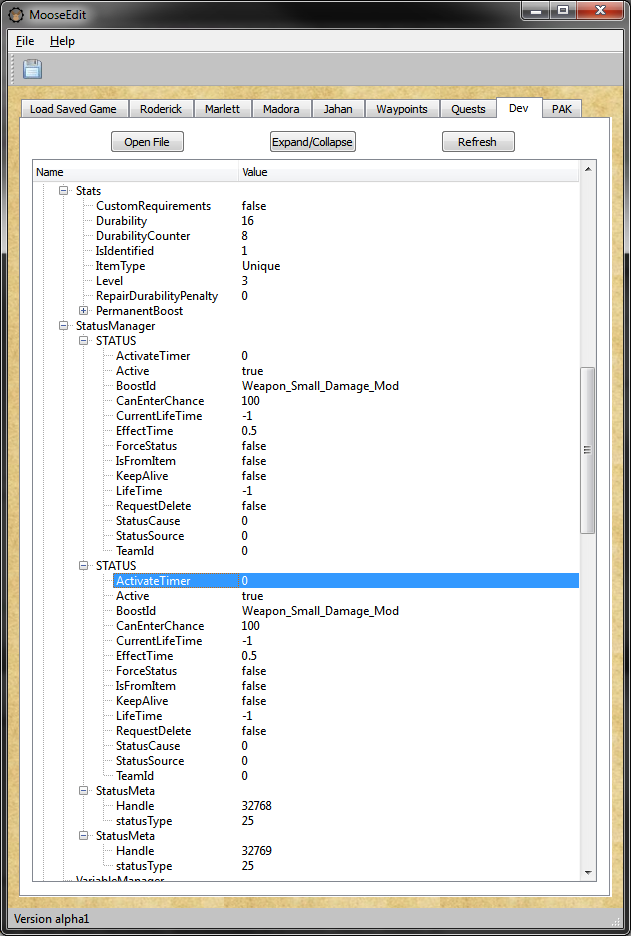 MooseEdit
File Help
Load Saved Game Roderick Marlett Madora Jahan Waypoints Quests Dev PAK
Open File Expand/Collapse Refresh
Name Value
Stats
CustomRequirements false
Durability 16
DurabilityCounter 8
IsIdentified 1
ItemType Unique
Level 3
RepairDurabilityPenalty 0
PermanentBoost
StatusManager
STATUS
ActivateTimer 0
Active true
BoostId Weapon_Small_Damage_Mod
CanEnterChance 100
CurrentLifeTime -1
EffectTime 0.5
ForceStatus false
IsFromItem false
KeepAlive false
LifeTime -1
RequestDelete false
StatusCause 0
StatusSource 0
TeamId 0
STATUS
ActivateTimer 0
Active true
BoostId Weapon_Small_Damage_Mod
CanEnterChance 100
CurrentLifeTime -1
EffectTime 0.5
ForceStatus false
IsFromItem false
KeepAlive false
LifeTime -1
RequestDelete false
StatusCause 0
StatusSource 0
TeamId 0
StatusMeta
Handle 32768
statusType 25
StatusMeta
Handle 32769
statusType 25
VariableManager
Version alpha1